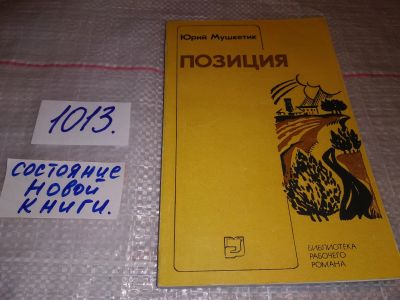 Юрий Мушкетик
ПОЗИЦИЯ
1013.
СОСТОЯНИЕ
НОВОЙ
КНИГИ.
БИБЛИОТЕКА
РАБОЧЕГО
РОМАНА